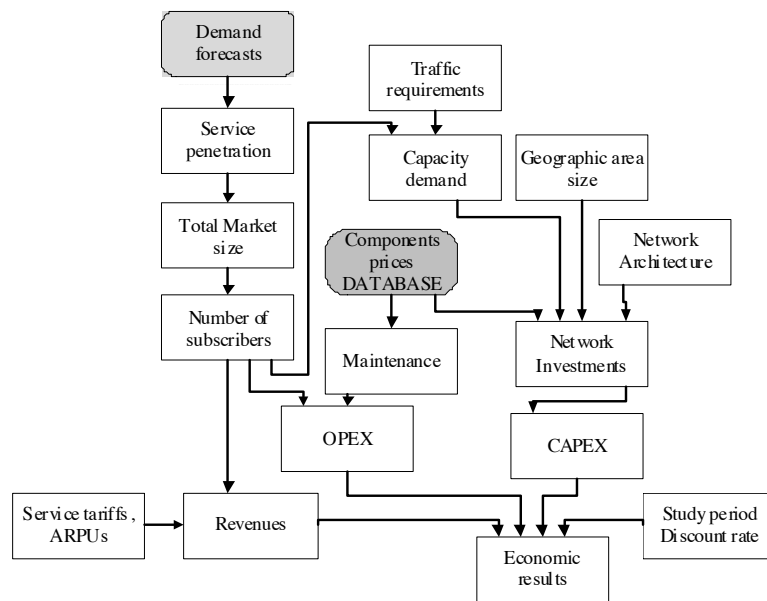 Demand
forecasts
Traffic
requirements
Service
penetration
Capacity
demand
Geographic area
size
Total Market
size
Components
prices
DATABASE
Network
Architecture
Number of
subscribers
Maintenance
Network
Investments
OPEX
CAPEX
Service tariffs ,
ARPUs
Revenues
Economic
results
Study period
Discount rate